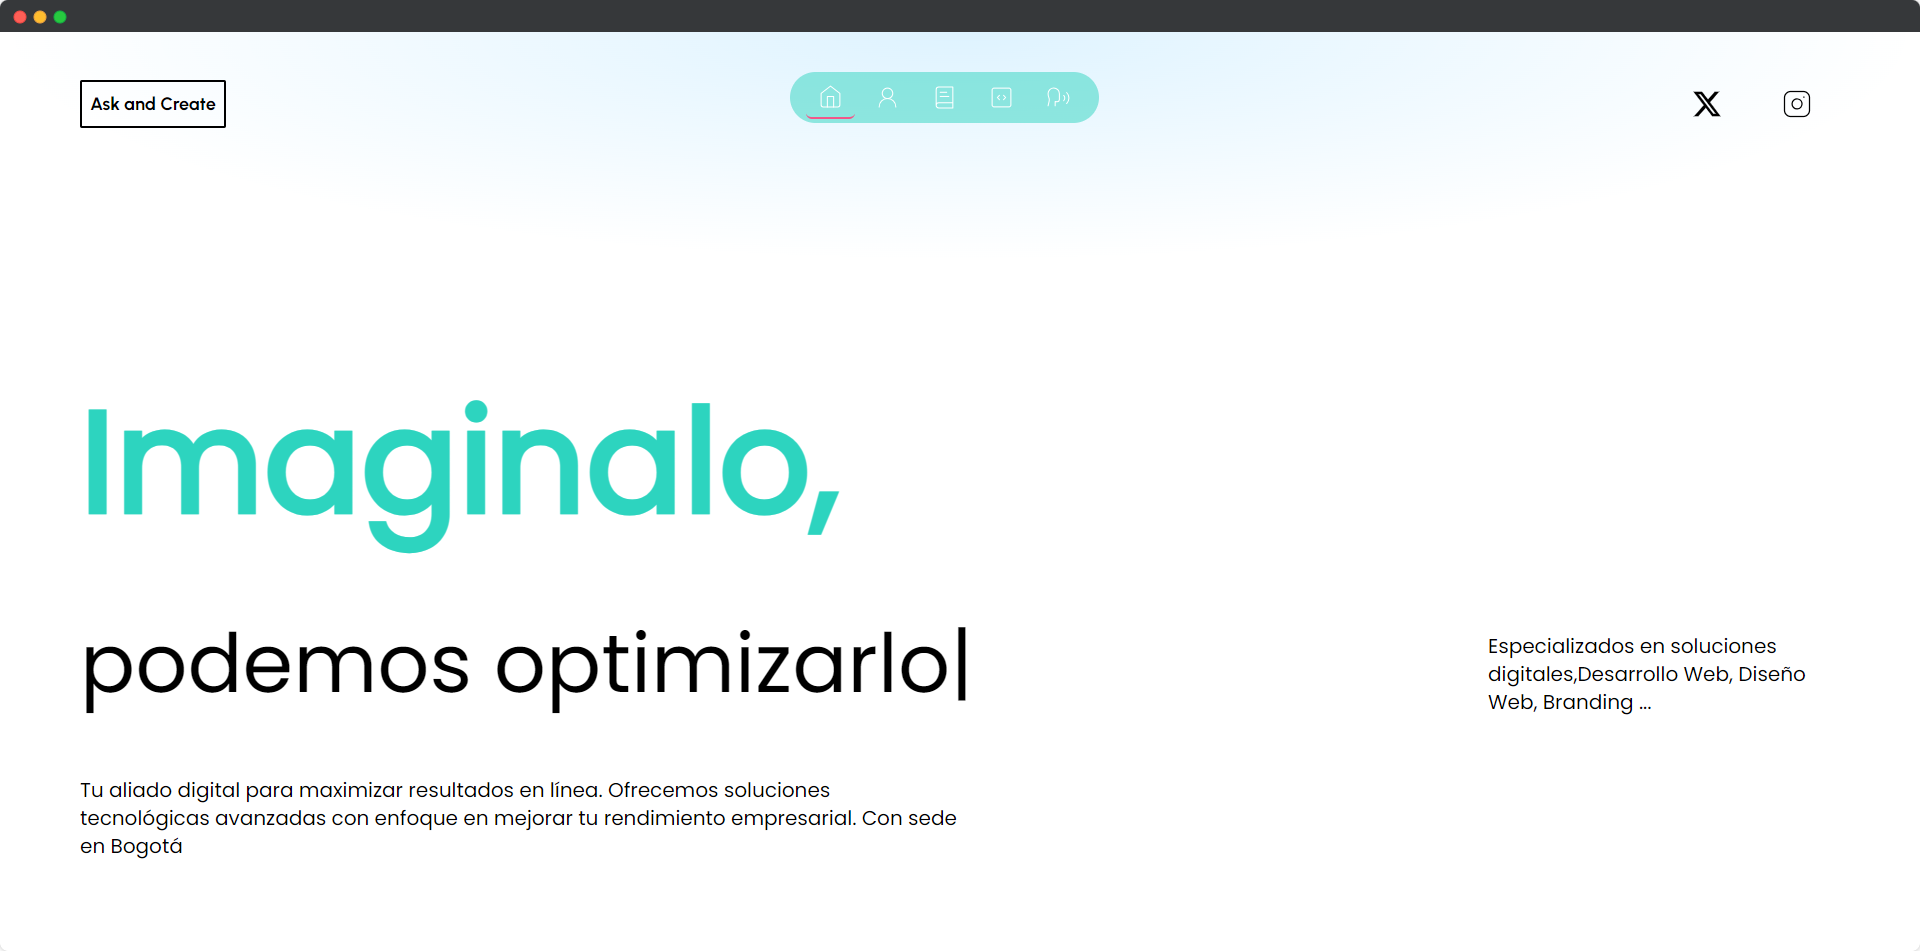 Ask and Create
Imaginalo,
podemos optimizarlo|
Especializados en soluciones
digitales,Desarrollo Web, Diseño
Web, Branding ...
Tu aliado digital para maximizar resultados en línea. Ofrecemos soluciones
tecnológicas avanzadas con enfoque en mejorar tu rendimiento empresarial. Con sede
en Bogotá